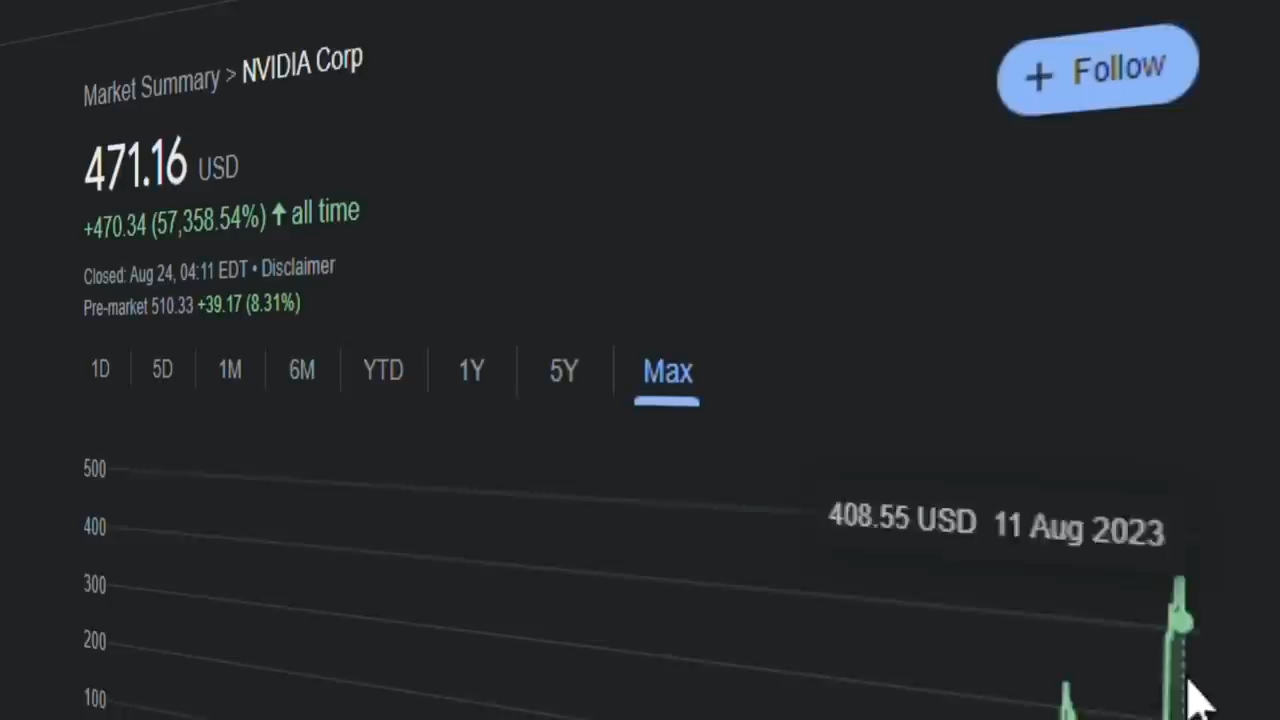 Market Summary > NVIDIA Corp
+ Follow
471.16 USD
+470.34 (57,358.54%) ↑ all time
Closed: Aug 24, 04:11 EDT • Disclaimer
Pre-market 510.33 +39.17 (8.31%)
1D 5D 1M 6M YTD 1Y 5Y Max
500
408.55 USD 11 Aug 2023
400
300
200
100